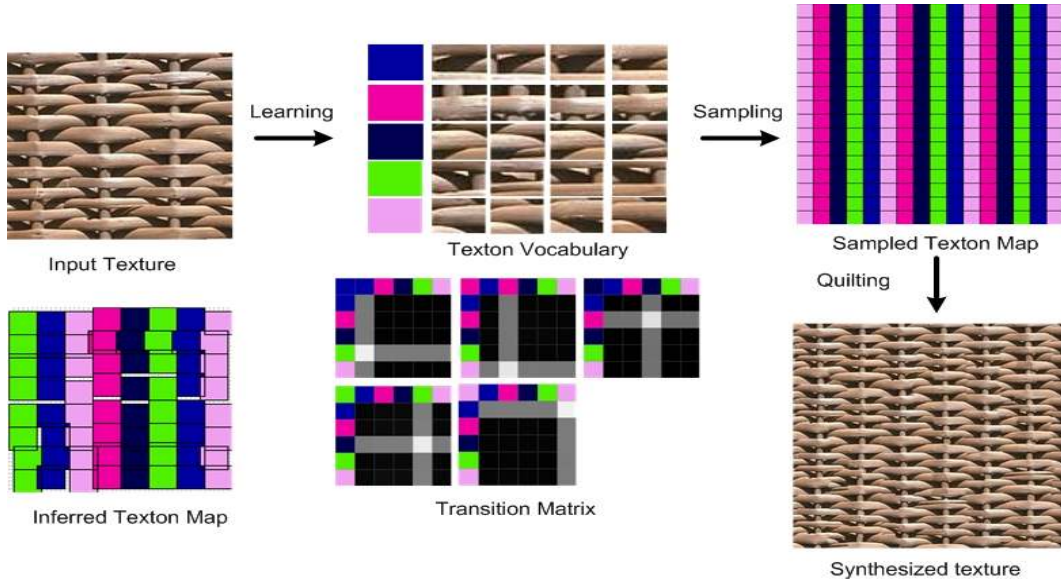 Learning
Sampling
Input Texture
Texton Vocabulary
Sampled Texton Map
Quilting
Inferred Texton Map
Transition Matrix
Synthesized texture